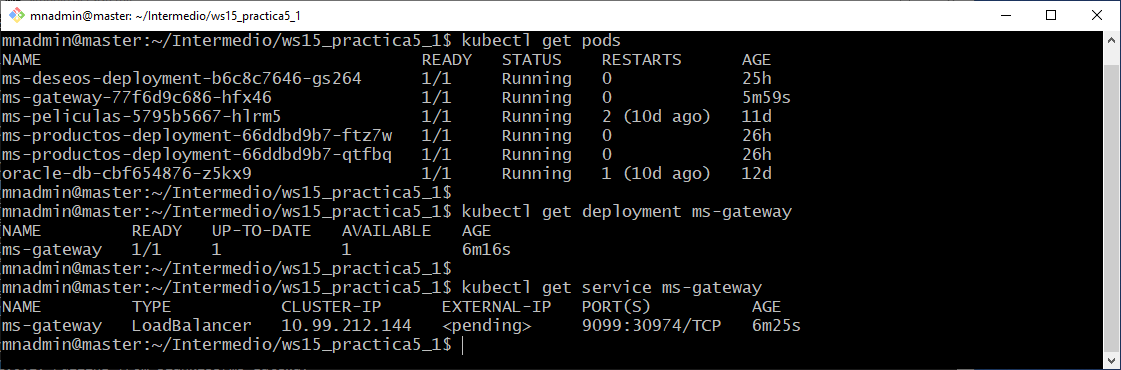 mnadmin@master: ~/Intermedio/ws15_practica5_1
mnadmin@master:~/Intermedio/ws15_practica5_1$ kubectl get pods
NAME READY STATUS RESTARTS AGE
ms-deseos-deployment-b6c8c7646-gs264 1/1 Running 0 25h
ms-gateway-77f6d9c686-hfx46 1/1 Running 0 5m59s
ms-peliculas-5795b5667-hlrm5 1/1 Running 2 (10d ago) 11d
ms-productos-deployment-66ddbd9b7-ftz7w 1/1 Running 0 26h
ms-productos-deployment-66ddbd9b7-qtfbq 1/1 Running 0 26h
oracle-db-cbf654876-z5kx9 1/1 Running 1 (10d ago) 12d
mnadmin@master:~/Intermedio/ws15_practica5_1$
mnadmin@master:~/Intermedio/ws15_practica5_1$ kubectl get deployment ms-gateway
NAME READY UP-TO-DATE AVAILABLE AGE
ms-gateway 1/1 1 1 6m16s
mnadmin@master:~/Intermedio/ws15_practica5_1$
mnadmin@master:~/Intermedio/ws15_practica5_1$ kubectl get service ms-gateway
NAME TYPE CLUSTER-IP EXTERNAL-IP PORT(S) AGE
ms-gateway LoadBalancer 10.99.212.144 <pending> 9099:30974/TCP 6m25s
mnadmin@master:~/Intermedio/ws15_practica5_1$